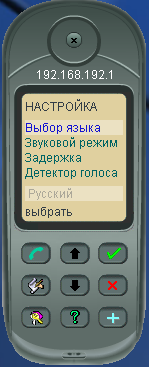 192.168.192.1
НАСТРОЙКА
Выбор языка
Звуковой режим
Задержка
Детектор голоса
Русский
выбрать